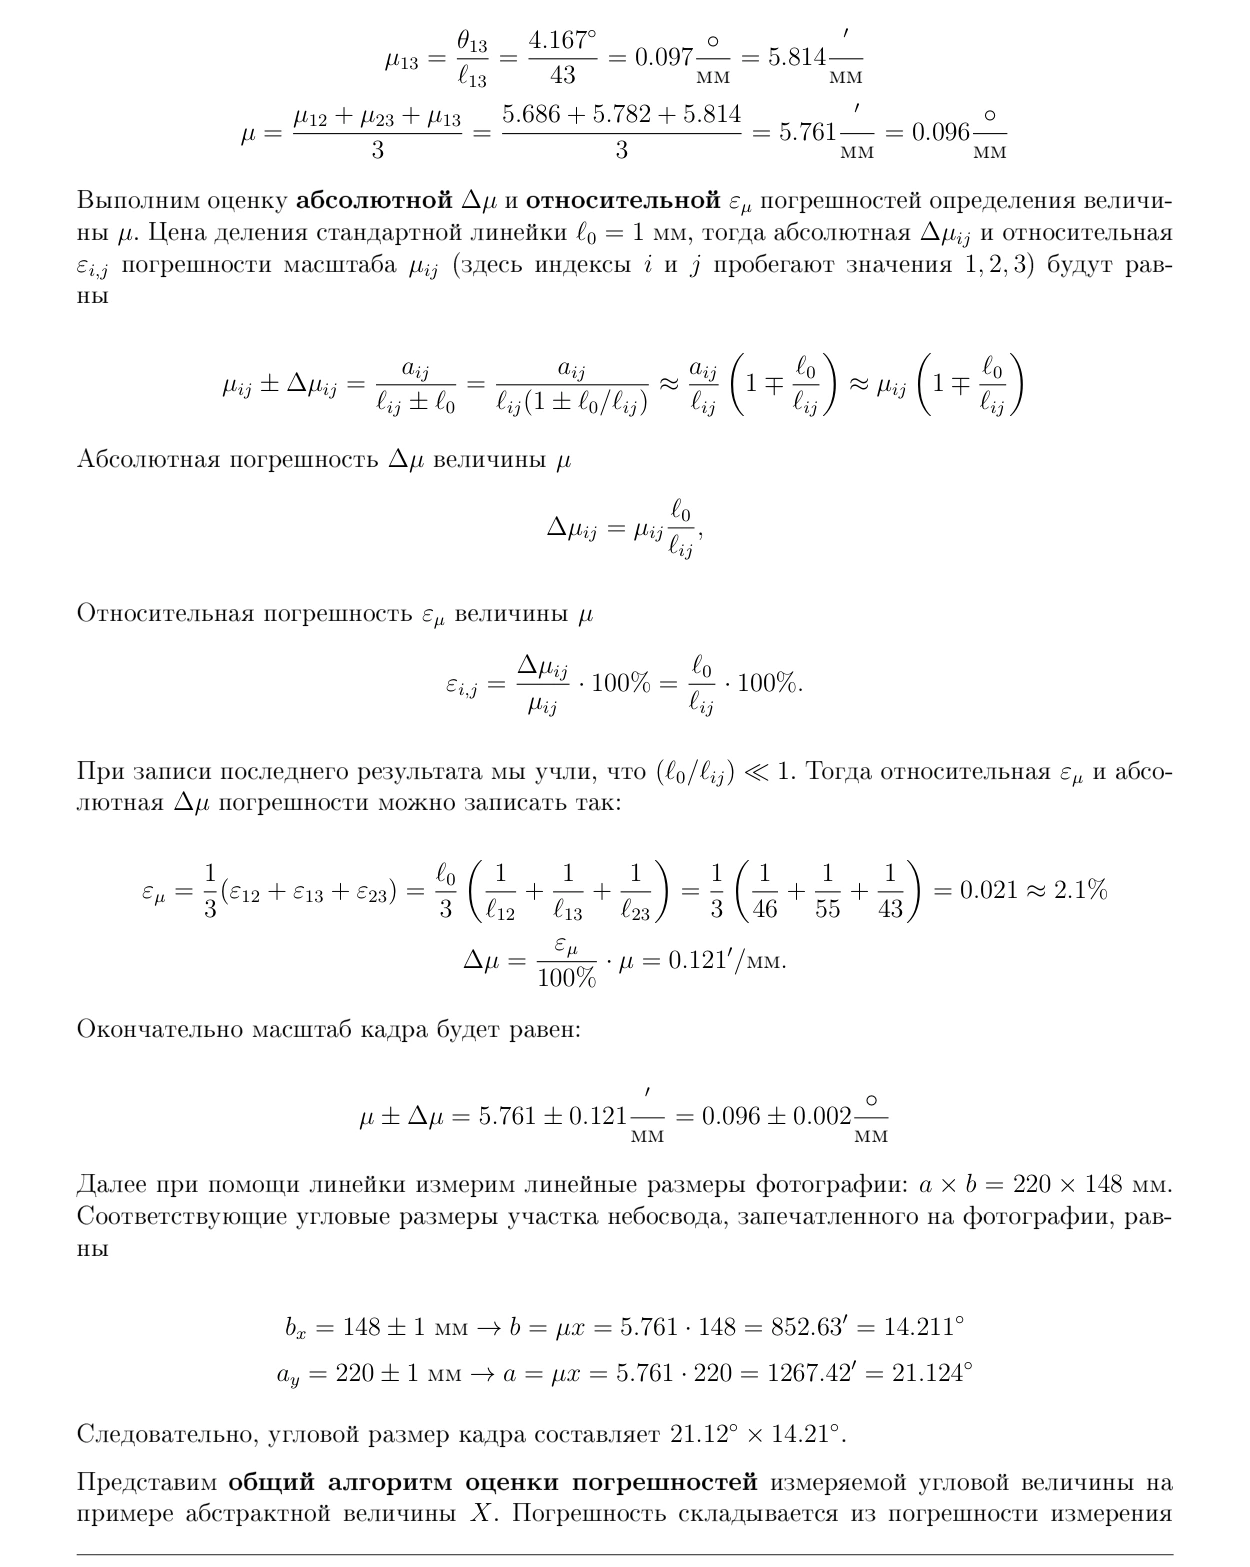 μ₁₃ = θ₁₃/ℓ₁₃ = 4.167°/43 = 0.097 °/мм = 5.814 ′/мм
μ = (μ₁₂ + μ₂₃ + μ₁₃)/3 = (5.686 + 5.782 + 5.814)/3 = 5.761 ′/мм = 0.096 °/мм
Выполним оценку абсолютной Δμ и относительной ε_μ погрешностей определения величи-
ны μ. Цена деления стандартной линейки ℓ₀ = 1 мм, тогда абсолютная Δμ_ij и относительная
ε_i,j погрешности масштаба μ_ij (здесь индексы i и j пробегают значения 1, 2, 3) будут рав-
ны
μ_ij ± Δμ_ij = a_ij/(ℓ_ij ± ℓ₀) = a_ij/(ℓ_ij(1 ± ℓ₀/ℓ_ij)) ≈ a_ij/ℓ_ij (1 ∓ ℓ₀/ℓ_ij) ≈ μ_ij (1 ∓ ℓ₀/ℓ_ij)
Абсолютная погрешность Δμ величины μ
Δμ_ij = μ_ij ℓ₀/ℓ_ij,
Относительная погрешность ε_μ величины μ
ε_i,j = Δμ_ij/μ_ij · 100% = ℓ₀/ℓ_ij · 100%.
При записи последнего результата мы учли, что (ℓ₀/ℓ_ij) ≪ 1. Тогда относительная ε_μ и абсо-
лютная Δμ погрешности можно записать так:
ε_μ = 1/3(ε₁₂ + ε₁₃ + ε₂₃) = ℓ₀/3 (1/ℓ₁₂ + 1/ℓ₁₃ + 1/ℓ₂₃) = 1/3 (1/46 + 1/55 + 1/43) = 0.021 ≈ 2.1%
Δμ = ε_μ/100% · μ = 0.121′/мм.
Окончательно масштаб кадра будет равен:
μ ± Δμ = 5.761 ± 0.121 ′/мм = 0.096 ± 0.002 °/мм
Далее при помощи линейки измерим линейные размеры фотографии: a × b = 220 × 148 мм.
Соответствующие угловые размеры участка небосвода, запечатленного на фотографии, рав-
ны
b_x = 148 ± 1 мм → b = μx = 5.761 · 148 = 852.63′ = 14.211°
a_y = 220 ± 1 мм → a = μx = 5.761 · 220 = 1267.42′ = 21.124°
Следовательно, угловой размер кадра составляет 21.12° × 14.21°.
Представим общий алгоритм оценки погрешностей измеряемой угловой величины на
примере абстрактной величины X. Погрешность складывается из погрешности измерения